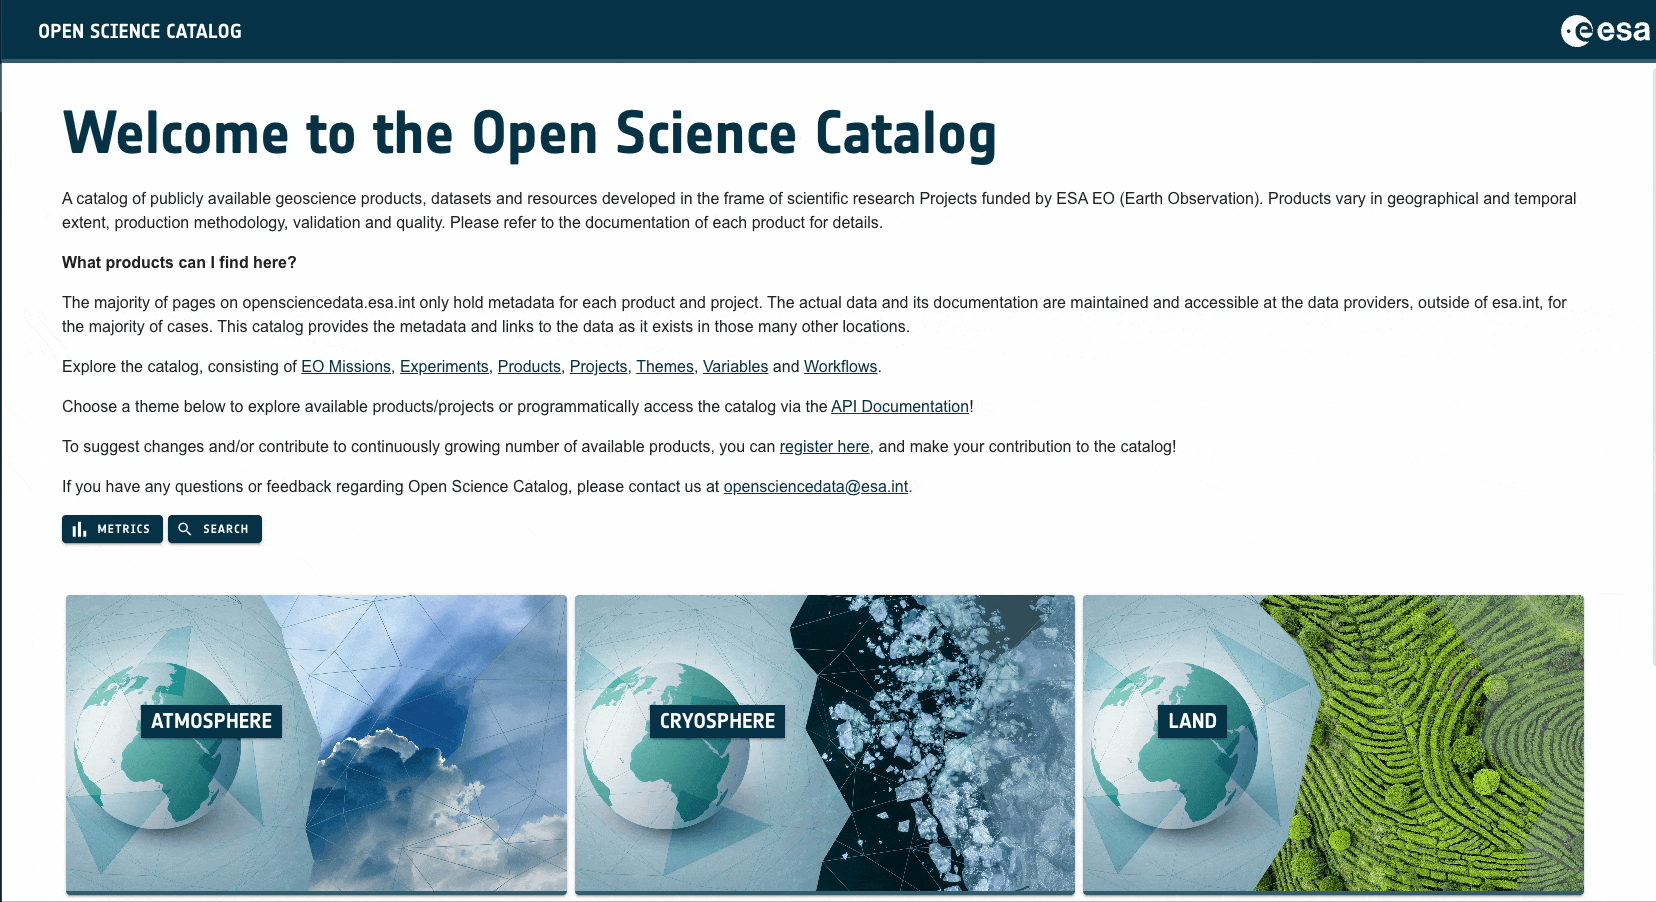 OPEN SCIENCE CATALOG
esa
Welcome to the Open Science Catalog
A catalog of publicly available geoscience products, datasets and resources developed in the frame of scientific research Projects funded by ESA EO (Earth Observation). Products vary in geographical and temporal
extent, production methodology, validation and quality. Please refer to the documentation of each product for details.
What products can I find here?
The majority of pages on opensciencedata.esa.int only hold metadata for each product and project. The actual data and its documentation are maintained and accessible at the data providers, outside of esa.int, for
the majority of cases. This catalog provides the metadata and links to the data as it exists in those many other locations.
Explore the catalog, consisting of EO Missions, Experiments, Products, Projects, Themes, Variables and Workflows.
Choose a theme below to explore available products/projects or programmatically access the catalog via the API Documentation!
To suggest changes and/or contribute to continuously growing number of available products, you can register here, and make your contribution to the catalog!
If you have any questions or feedback regarding Open Science Catalog, please contact us at opensciencedata@esa.int.
METRICS
SEARCH
ATMOSPHERE
CRYOSPHERE
LAND